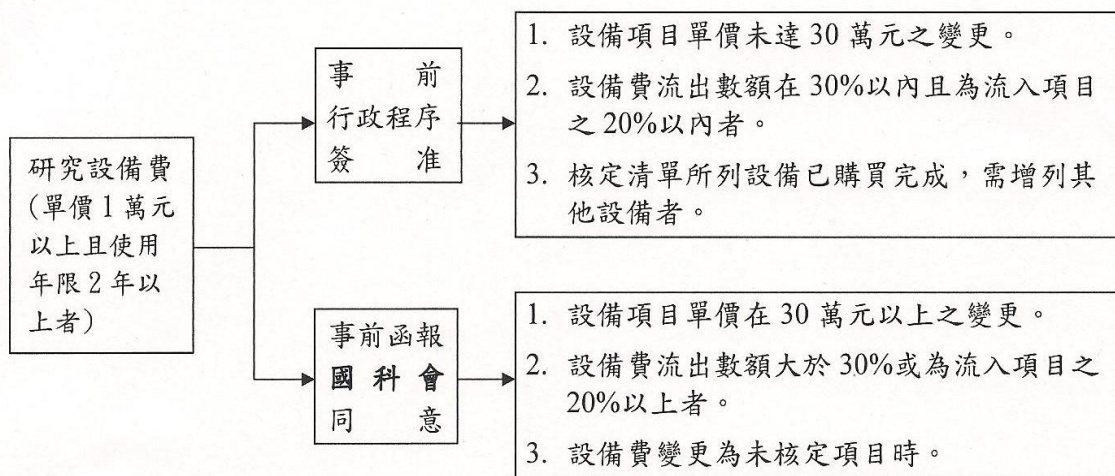 研究設備費
(單價1萬元
以上且使用
年限2年以
上者)
事前
行政程序
簽准
1. 設備項目單價未達30萬元之變更。
2. 設備費流出數額在30%以內且為流入項目
之20%以內者。
3. 核定清單所列設備已購買完成，需增列其
他設備者。
事前函報
國科會
同意
1. 設備項目單價在30萬元以上之變更。
2. 設備費流出數額大於30%或為流入項目之
20%以上者。
3. 設備費變更為未核定項目時。